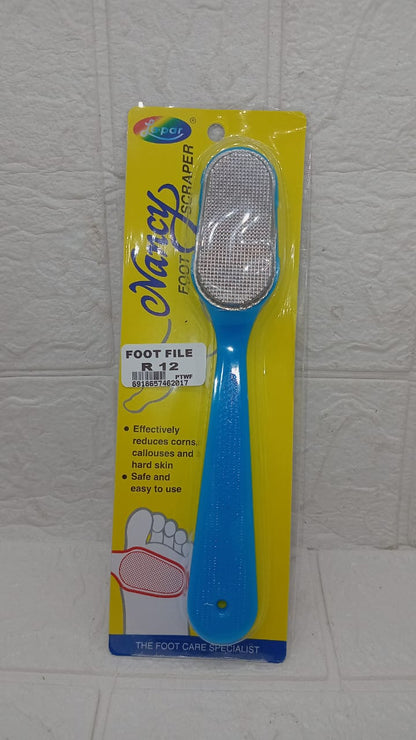 Lopar ®
Nancy
FOOT SCRAPER
FOOT FILE
R 12
PTWF
6918657462017
• Effectively
reduces corns,
callouses and
hard skin
• Safe and
easy to use
THE FOOT CARE SPECIALIST